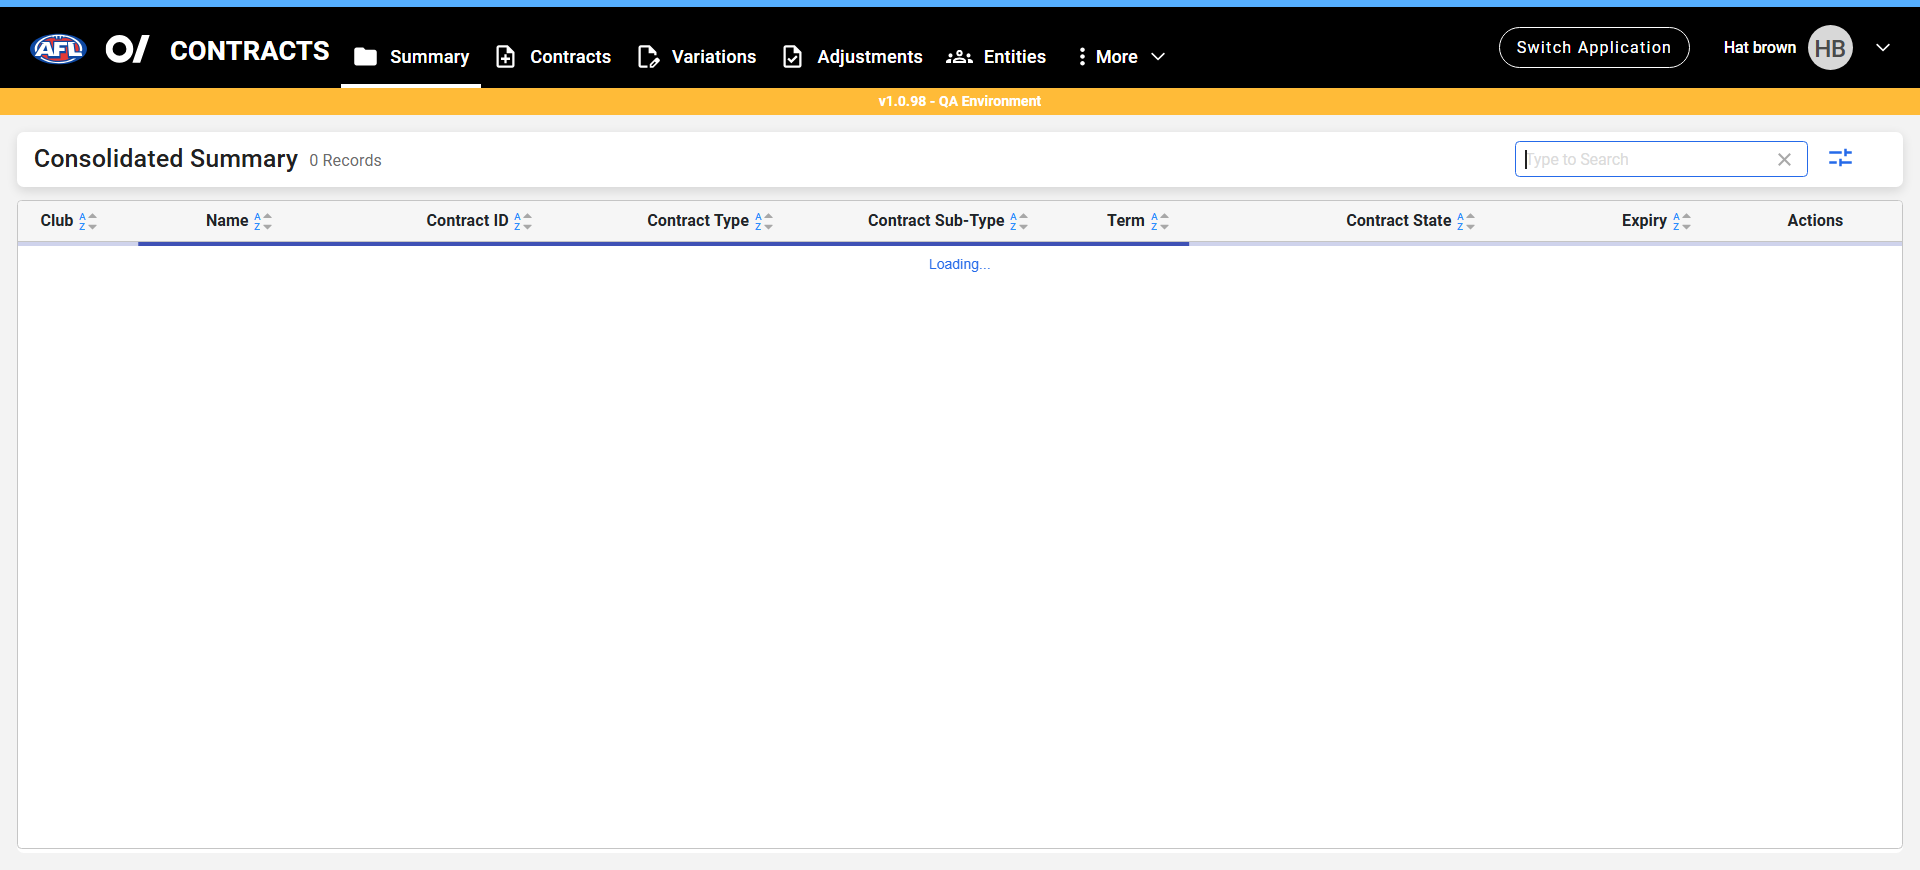 AFL O/ CONTRACTS Summary Contracts Variations Adjustments Entities More Switch Application Hat brown HB
v1.0.98 - QA Environment
Consolidated Summary 0 Records Type to Search
Club Name Contract ID Contract Type Contract Sub-Type Term Contract State Expiry Actions
Loading...